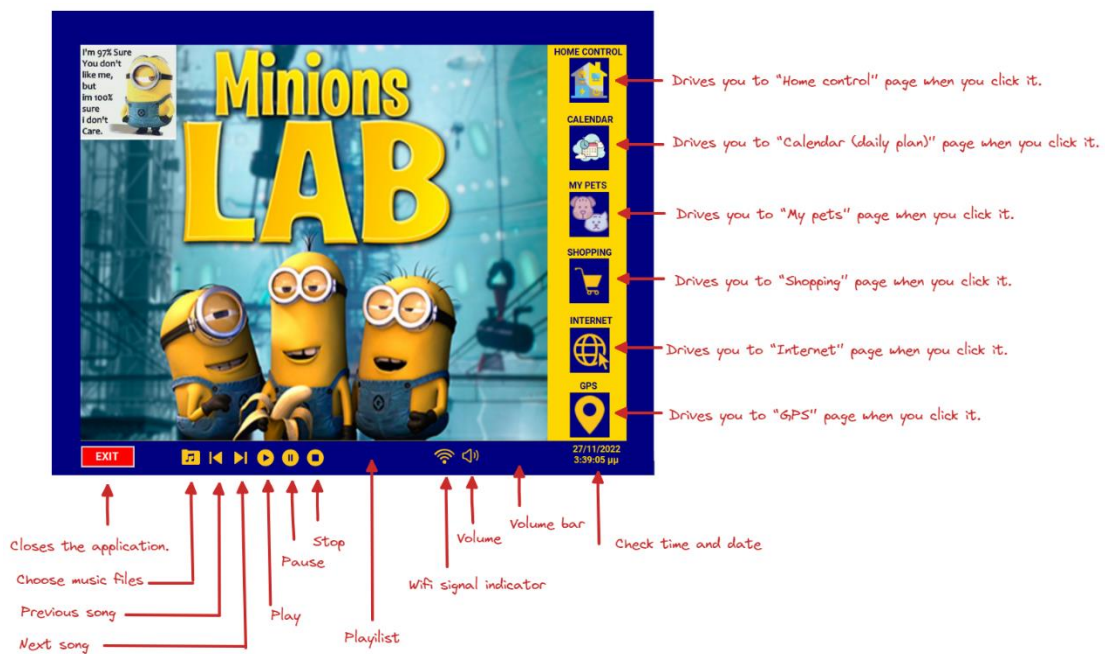 I'm 97% Sure
You don't
like me,
but
im 100%
sure
i don't
Care.
Minions
LAB
HOME CONTROL
Drives you to "Home control" page when you click it.
CALENDAR
Drives you to "Calendar (daily plan)" page when you click it.
MY PETS
Drives you to "My pets" page when you click it.
SHOPPING
Drives you to "Shopping" page when you click it.
INTERNET
Drives you to "Internet" page when you click it.
GPS
Drives you to "GPS" page when you click it.
EXIT
27/11/2022
3:39:05 μμ
Closes the application.
Choose music files
Previous song
Next song
Play
Pause
Stop
Playilist
Wifi signal indicator
Volume
Volume bar
Check time and date